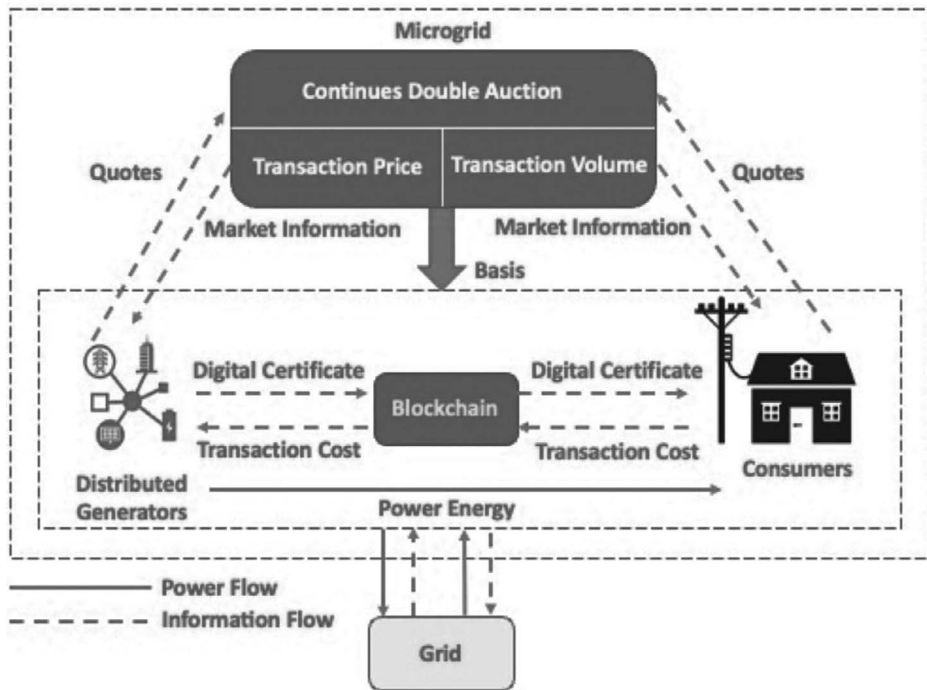 Microgrid
Continues Double Auction
Transaction Price
Transaction Volume
Quotes
Quotes
Market Information
Market Information
Basis
Digital Certificate
Digital Certificate
Blockchain
Transaction Cost
Transaction Cost
Distributed
Generators
Consumers
Power Energy
Power Flow
Information Flow
Grid